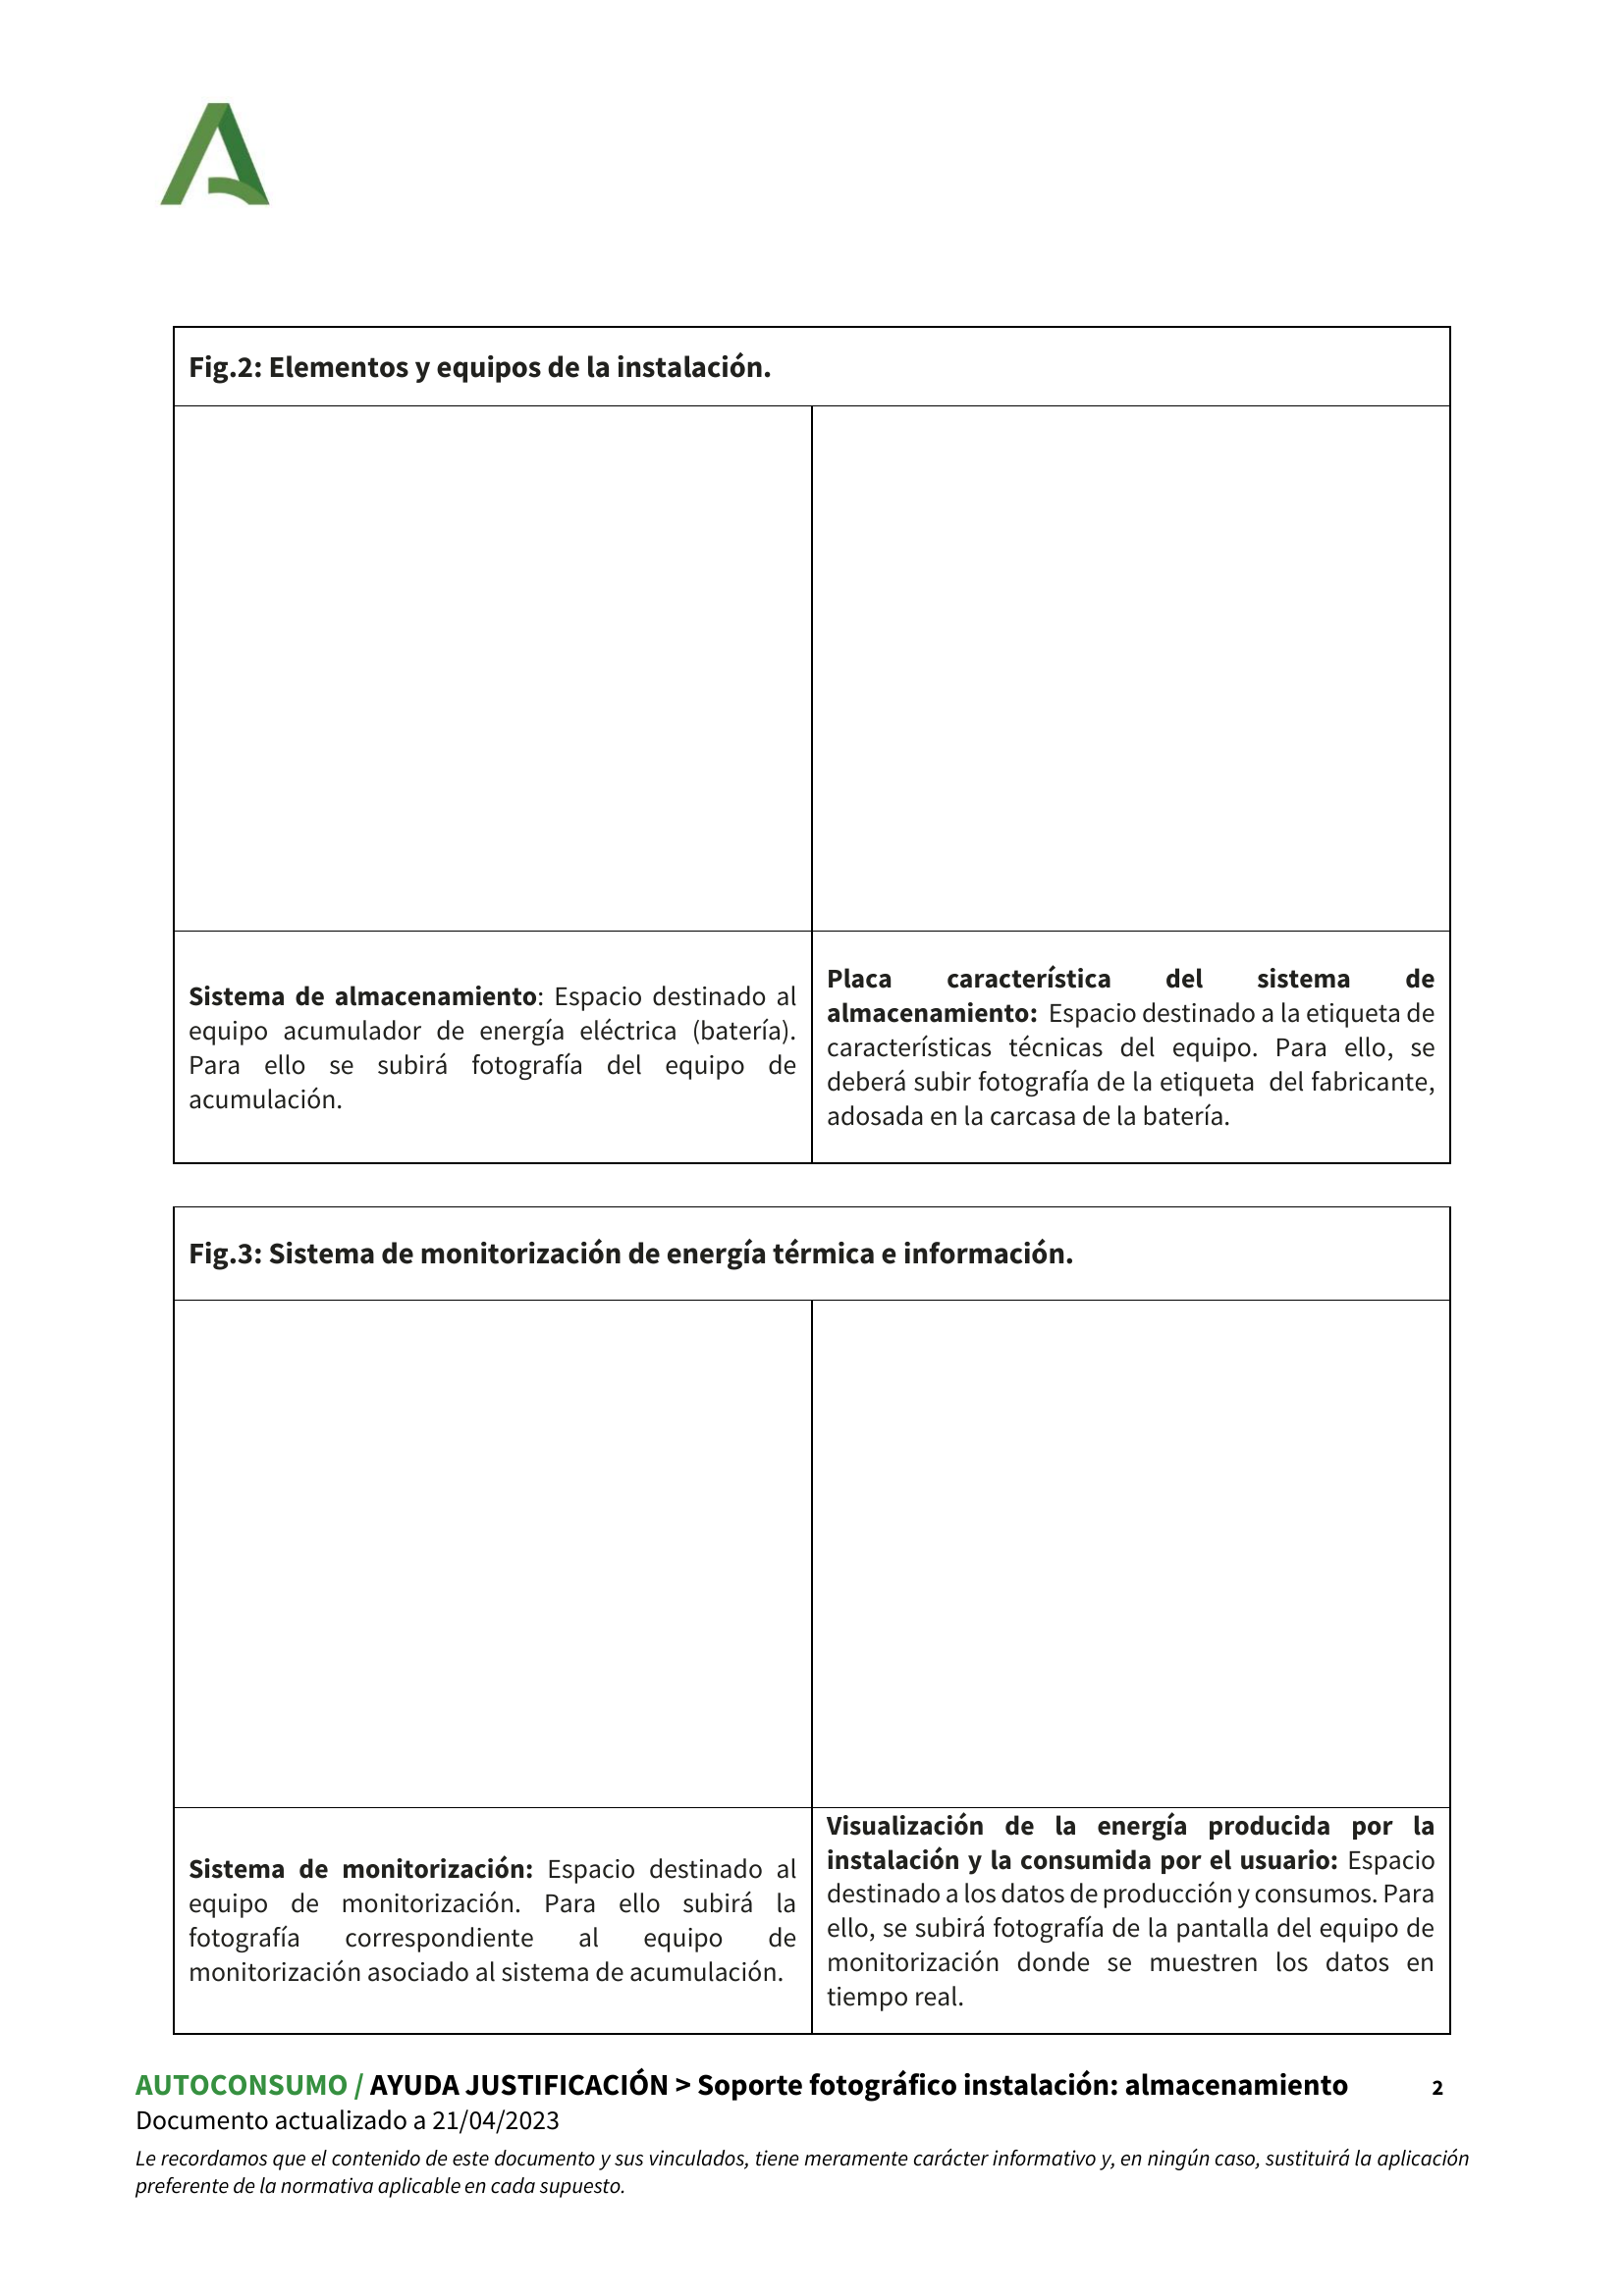 Fig.2: Elementos y equipos de la instalación.
Sistema de almacenamiento: Espacio destinado al
equipo acumulador de energía eléctrica (batería).
Para ello se subirá fotografía del equipo de
acumulación.
Placa característica del sistema de
almacenamiento: Espacio destinado a la etiqueta de
características técnicas del equipo. Para ello, se
deberá subir fotografía de la etiqueta del fabricante,
adosada en la carcasa de la batería.
Fig.3: Sistema de monitorización de energía térmica e información.
Sistema de monitorización: Espacio destinado al
equipo de monitorización. Para ello subirá la
fotografía correspondiente al equipo de
monitorización asociado al sistema de acumulación.
Visualización de la energía producida por la
instalación y la consumida por el usuario: Espacio
destinado a los datos de producción y consumos. Para
ello, se subirá fotografía de la pantalla del equipo de
monitorización donde se muestren los datos en
tiempo real.
AUTOCONSUMO / AYUDA JUSTIFICACIÓN > Soporte fotográfico instalación: almacenamiento 2
Documento actualizado a 21/04/2023
Le recordamos que el contenido de este documento y sus vinculados, tiene meramente carácter informativo y, en ningún caso, sustituirá la aplicación
preferente de la normativa aplicable en cada supuesto.